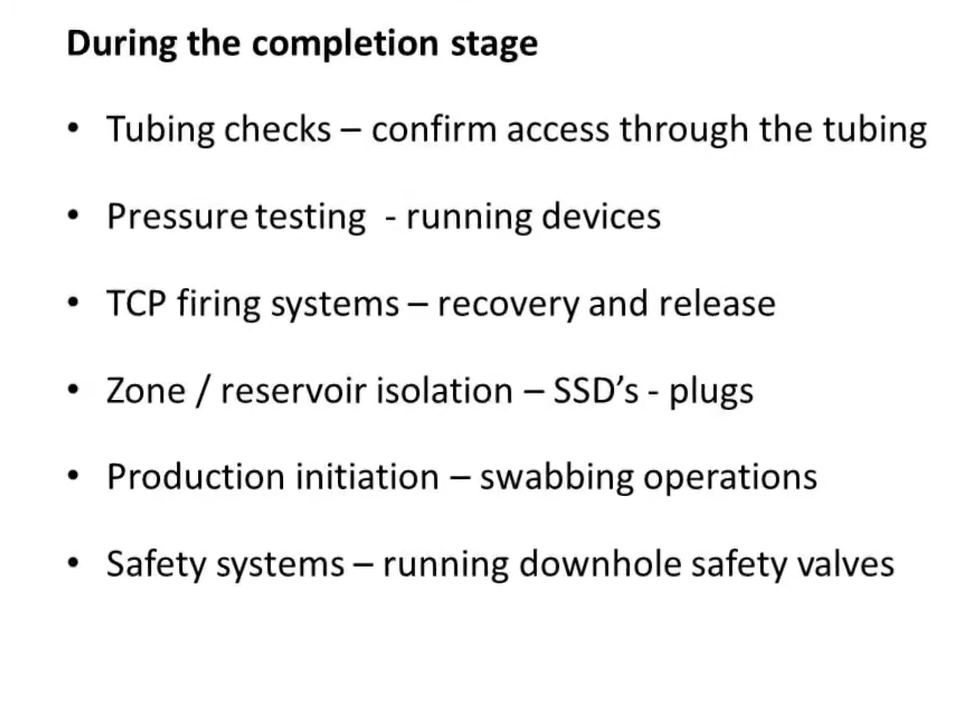 During the completion stage
• Tubing checks – confirm access through the tubing
• Pressure testing - running devices
• TCP firing systems – recovery and release
• Zone / reservoir isolation – SSD’s - plugs
• Production initiation – swabbing operations
• Safety systems – running downhole safety valves